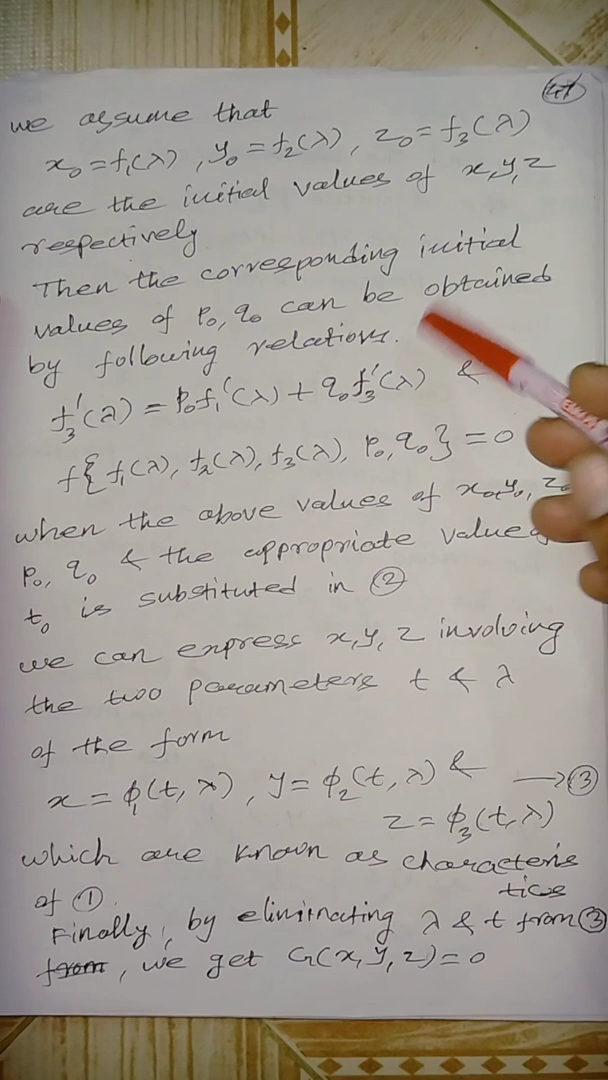 47
we assume that
x₀ = f₁(λ), y₀ = f₂(λ), z₀ = f₃(λ)
are the initial values of x, y, z
respectively.
Then the corresponding initial
values of p₀, q₀ can be obtained
by following relations.
f₃'(λ) = p₀f₁'(λ) + q₀f₃'(λ) &
f{f₁(λ), f₂(λ), f₃(λ), p₀, q₀} = 0
when the above values of x₀, y₀, z₀
p₀, q₀ & the appropriate value of
t₀ is substituted in ②
we can express x, y, z involving
the two parameters t & λ
of the form
x = ϕ₁(t, λ), y = ϕ₂(t, λ) & → ③
z = ϕ₃(t, λ)
which are known as characteris
tics
of ①.
Finally, by eliminating λ & t from ③
from, we get G(x, y, z) = 0